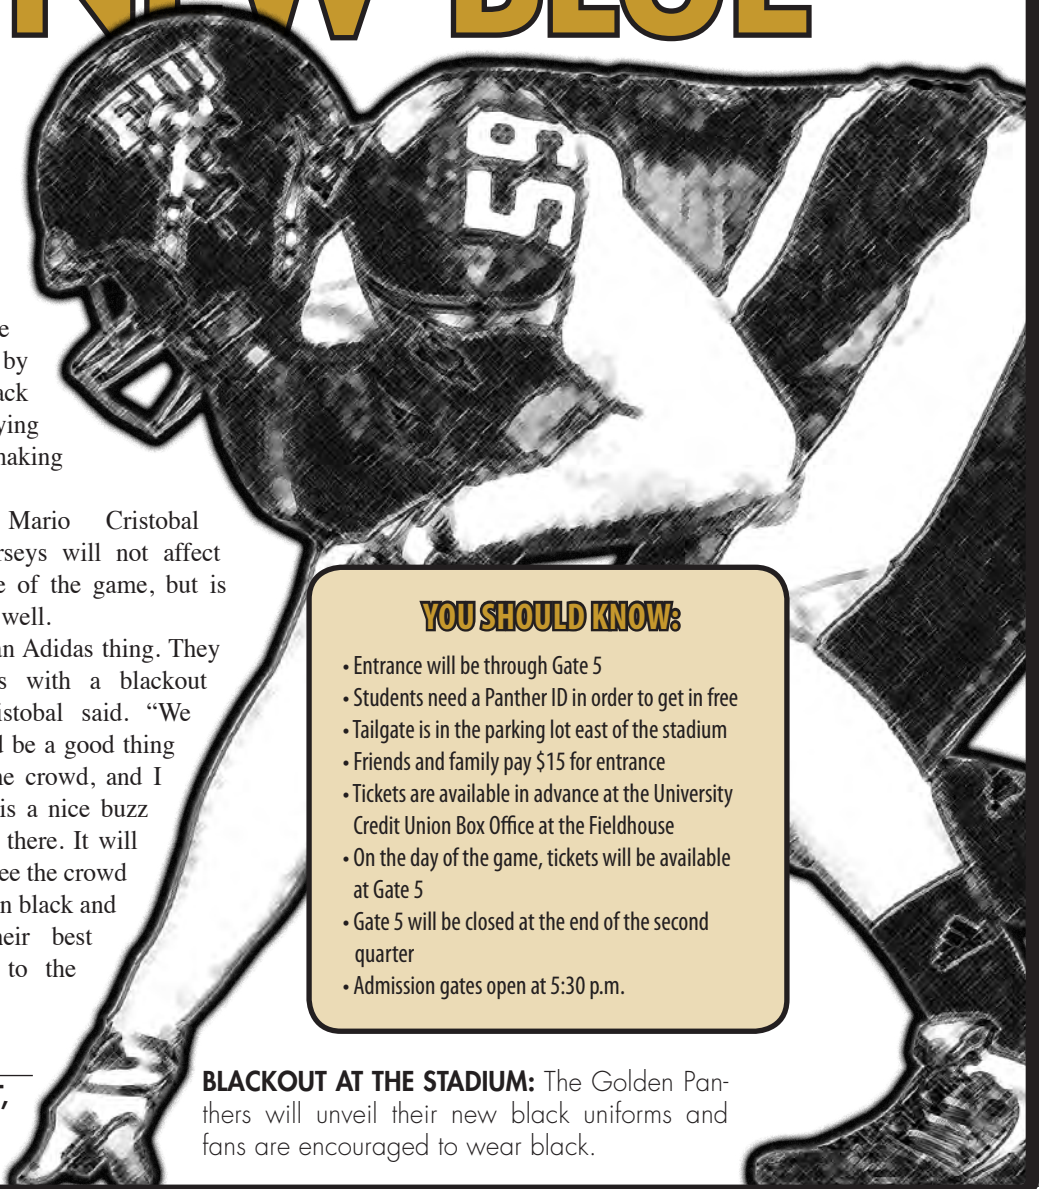 NEW BLUE
FIU
59
by
ack
ying
making
Mario Cristobal
rseys will not affect
e of the game, but is
well.
an Adidas thing. They
s with a blackout
istobal said. “We
d be a good thing
he crowd, and I
is a nice buzz
there. It will
ee the crowd
n black and
heir best
to the
YOU SHOULD KNOW:
• Entrance will be through Gate 5
• Students need a Panther ID in order to get in free
• Tailgate is in the parking lot east of the stadium
• Friends and family pay $15 for entrance
• Tickets are available in advance at the University
Credit Union Box Office at the Fieldhouse
• On the day of the game, tickets will be available
at Gate 5
• Gate 5 will be closed at the end of the second
quarter
• Admission gates open at 5:30 p.m.
BLACKOUT AT THE STADIUM: The Golden Pan-
thers will unveil their new black uniforms and
fans are encouraged to wear black.